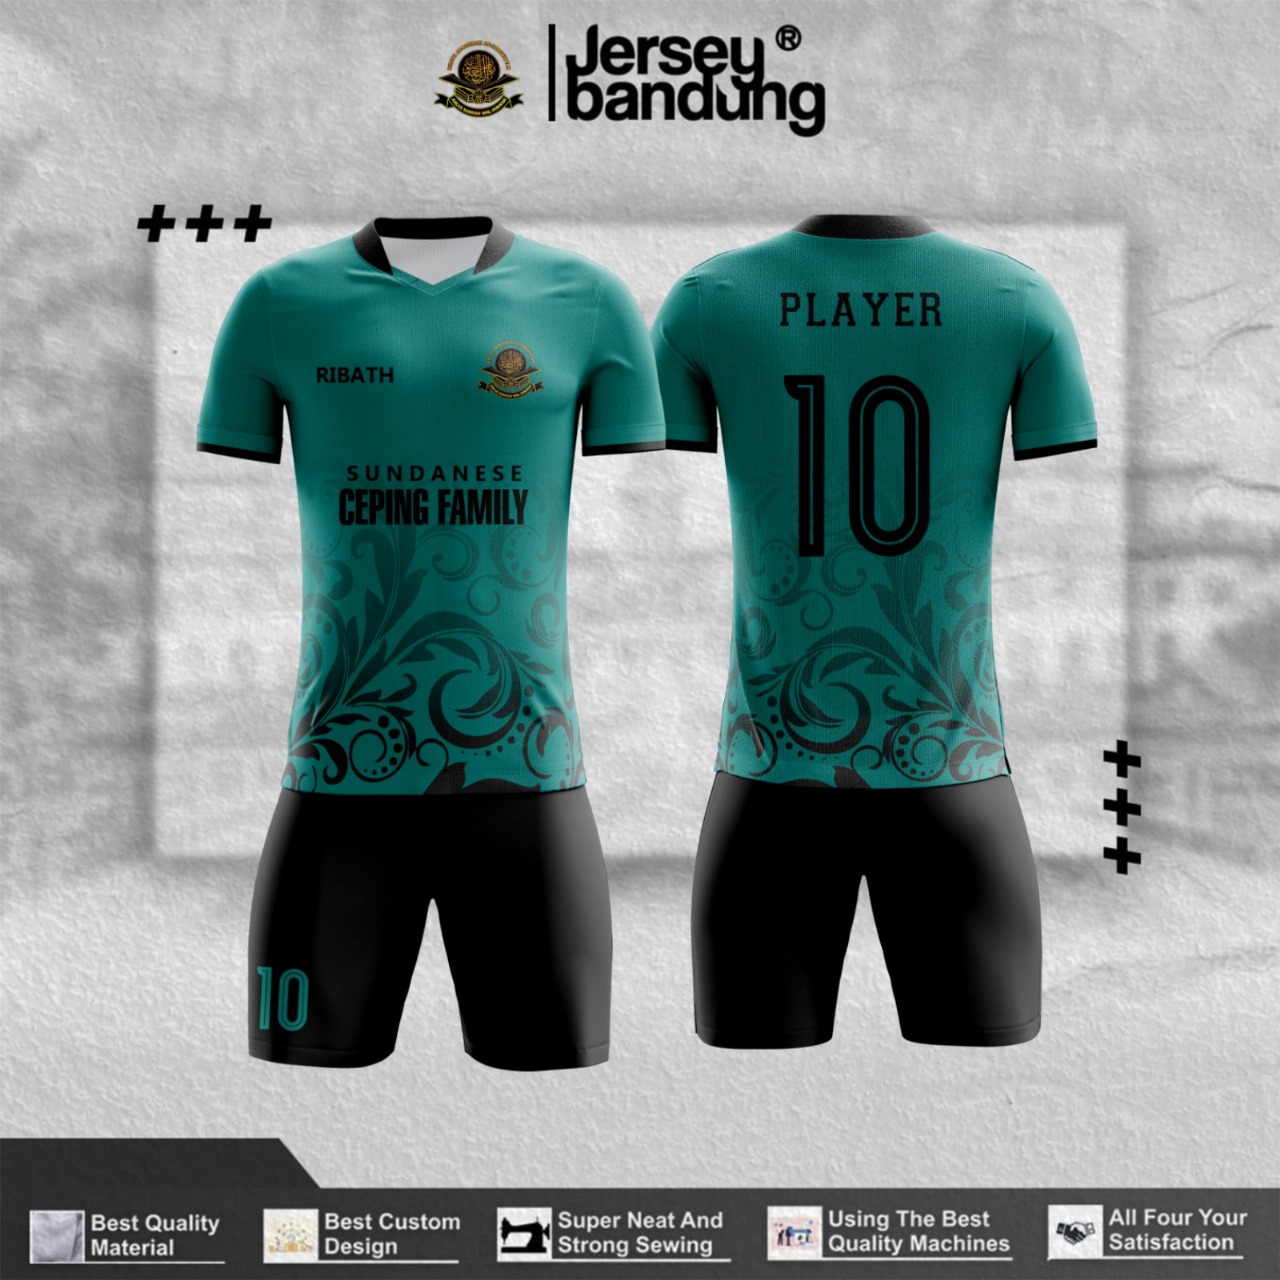 Jersey®
bandung
RIBATH
SUNDANESE
CEPING FAMILY
10
PLAYER
10
Best Quality
Material
Best Custom
Design
Super Neat And
Strong Sewing
Using The Best
Quality Machines
All Four Your
Satisfaction